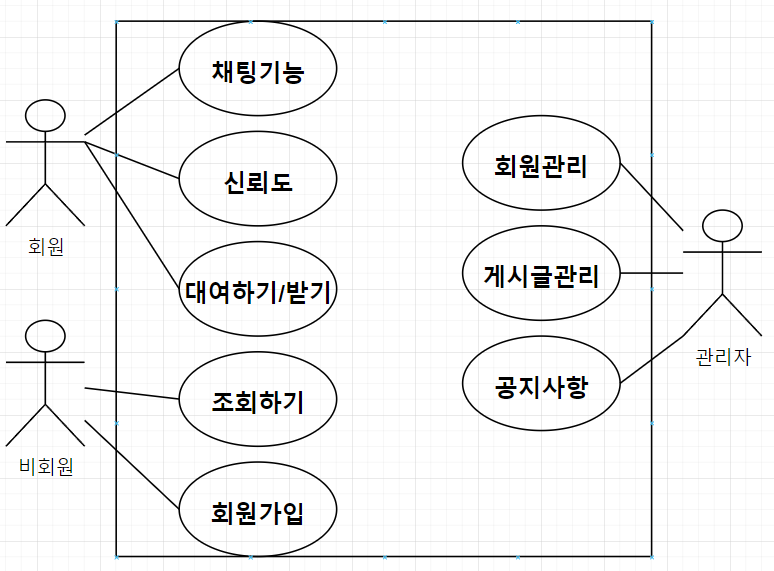 채팅기능
신뢰도
회원
대여하기/받기
조회하기
비회원
회원가입
회원관리
게시글관리
관리자
공지사항